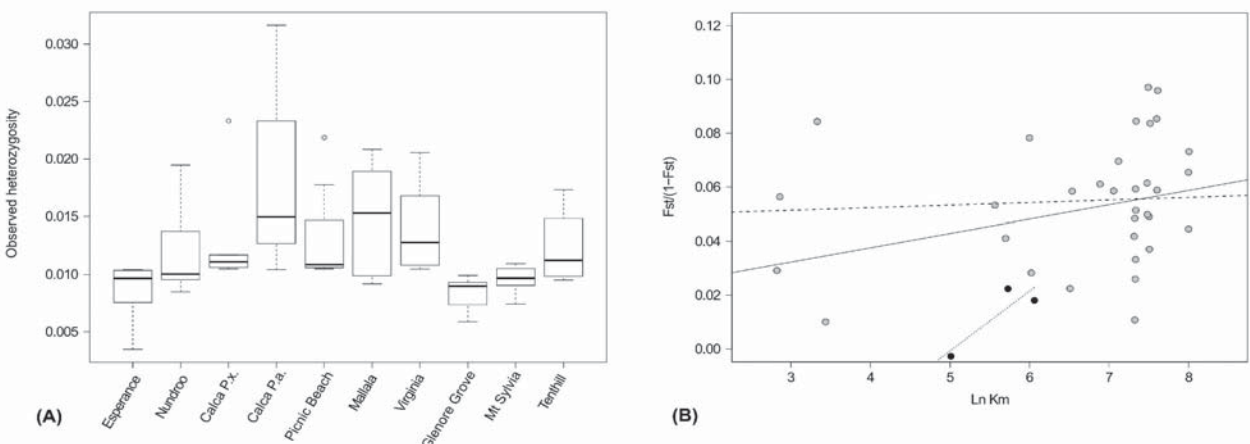 0.030
0.025
0.020
0.015
0.010
0.005
Observed heterozygosity
Esperance
Nundroo
Calca P.x.
Calca P.a.
Picnic Beach
Mallala
Virginia
Glenore Grove
Mt Sylvia
Tenthill
(A)
0.12
0.10
0.08
0.06
0.04
0.02
0.00
Fst/(1−Fst)
3 4 5 6 7 8
Ln Km
(B)